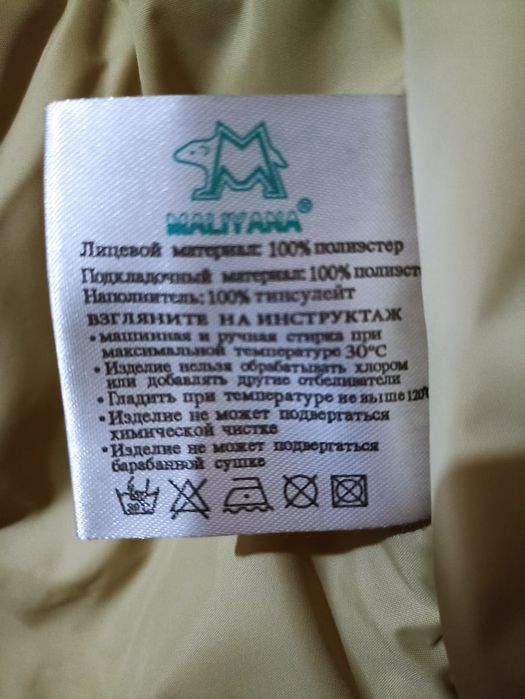 M
MALIYANA®
Лицевой материал: 100% полиэстер
Подкладочный материал: 100% полиэст
Наполнитель: 100% тинсулейт
ВЗГЛЯНИТЕ НА ИНСТРУКТАЖ
• машинная и ручная стирка при
максимальной температуре 30°C
• Изделие нельзя обрабатывать хлором
или добавлять другие отбеливатели
• Гладить при температуре не выше 120°
• Изделие не может подвергаться
химической чистке
• Изделие не может подвергаться
барабанной сушке